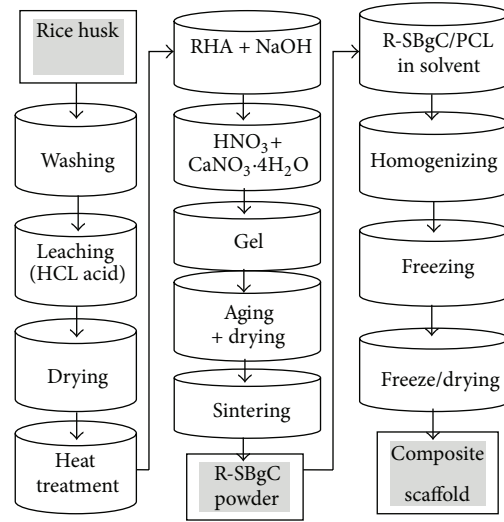 Rice husk
Washing
Leaching
(HCL acid)
Drying
Heat
treatment
RHA + NaOH
HNO₃+
CaNO₃·4H₂O
Gel
Aging
+ drying
Sintering
R-SBgC
powder
R-SBgC/PCL
in solvent
Homogenizing
Freezing
Freeze/drying
Composite
scaffold